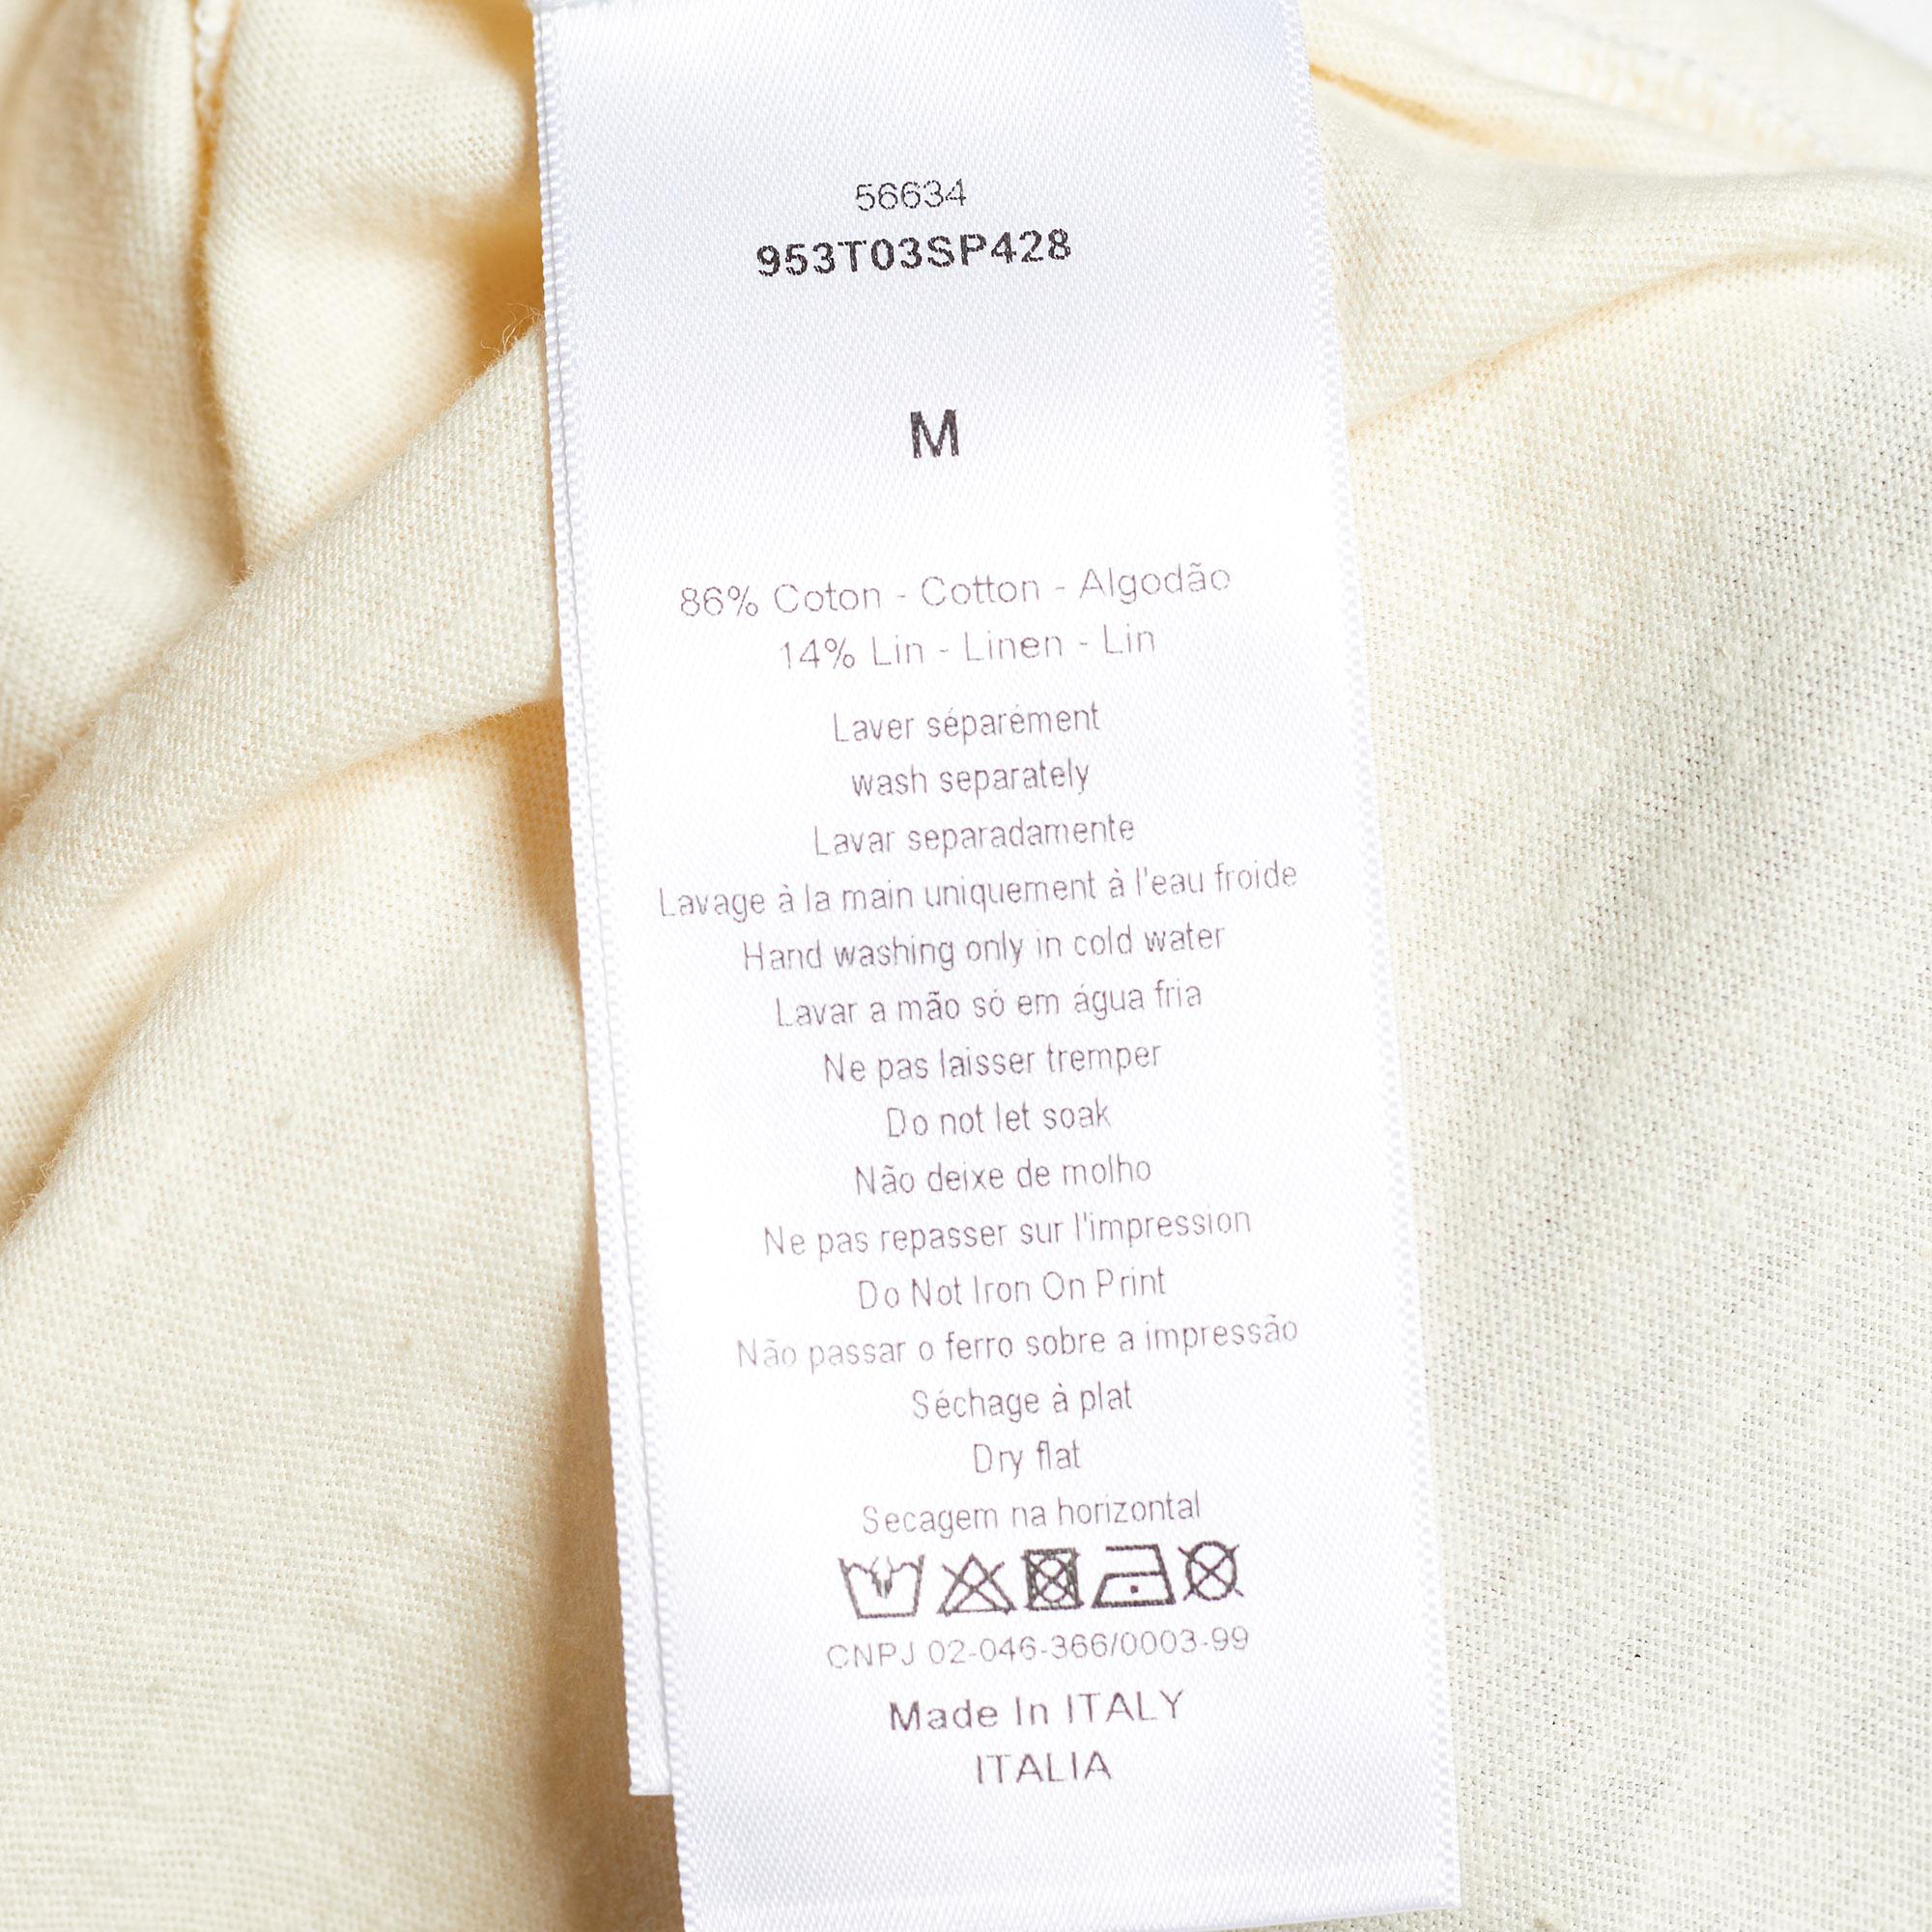 56634
953T03SP428
M
86% Coton - Cotton - Algodão
14% Lin - Linen - Lin
Laver séparément
wash separately
Lavar separadamente
Lavage à la main uniquement à l'eau froide
Hand washing only in cold water
Lavar a mão só em água fria
Ne pas laisser tremper
Do not let soak
Não deixe de molho
Ne pas repasser sur l'impression
Do Not Iron On Print
Não passar o ferro sobre a impressão
Séchage à plat
Dry flat
Secagem na horizontal
CNPJ 02-046-366/0003-99
Made In ITALY
ITALIA